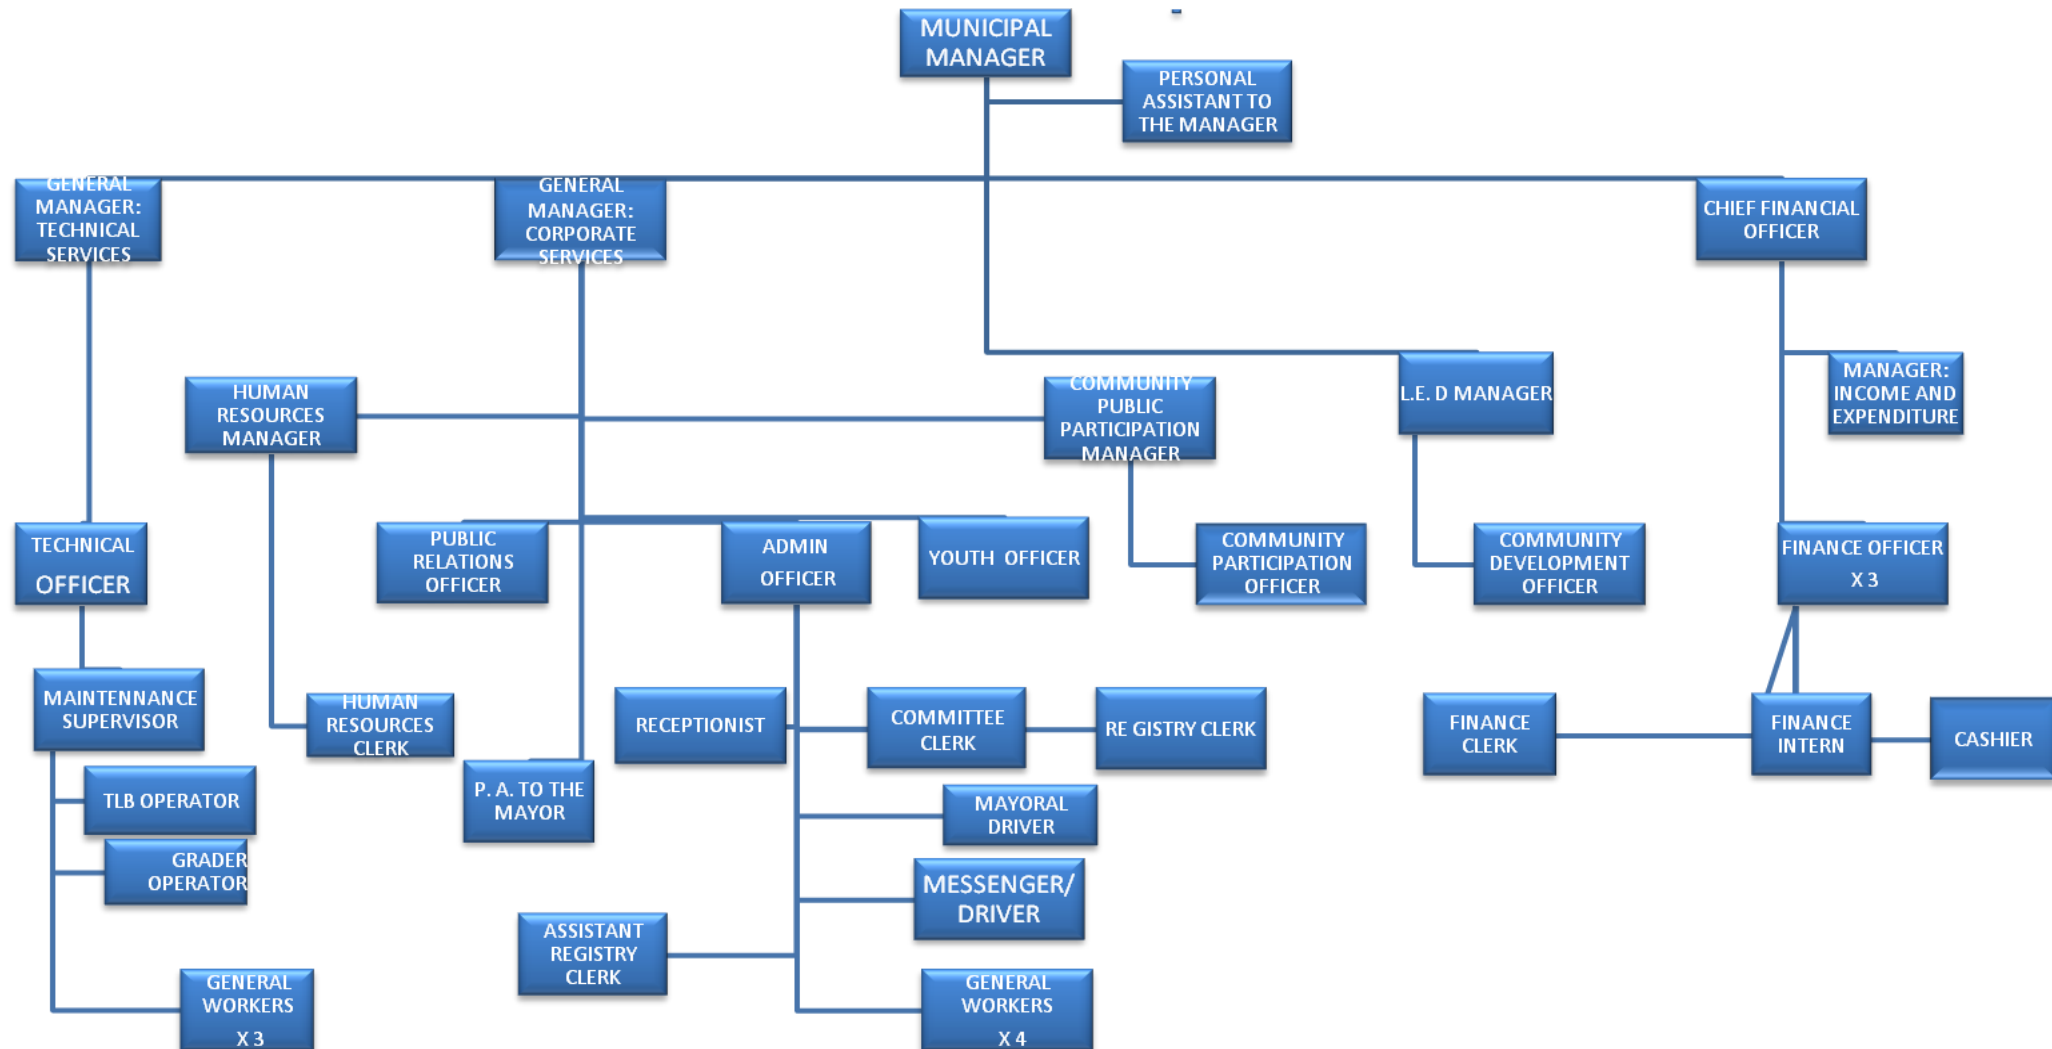 MUNICIPAL
MANAGER
PERSONAL
ASSISTANT TO
THE MANAGER
GENERAL
MANAGER:
TECHNICAL
SERVICES
GENERAL
MANAGER:
CORPORATE
SERVICES
CHIEF FINANCIAL
OFFICER
HUMAN
RESOURCES
MANAGER
COMMUNITY
PUBLIC
PARTICIPATION
MANAGER
L.E. D MANAGER
MANAGER:
INCOME AND
EXPENDITURE
TECHNICAL
OFFICER
PUBLIC
RELATIONS
OFFICER
ADMIN
OFFICER
YOUTH OFFICER
COMMUNITY
PARTICIPATION
OFFICER
COMMUNITY
DEVELOPMENT
OFFICER
FINANCE OFFICER
X 3
MAINTENNANCE
SUPERVISOR
HUMAN
RESOURCES
CLERK
RECEPTIONIST
COMMITTEE
CLERK
RE GISTRY CLERK
FINANCE
CLERK
FINANCE
INTERN
CASHIER
TLB OPERATOR
P. A. TO THE
MAYOR
MAYORAL
DRIVER
GRADER
OPERATOR
MESSENGER/
DRIVER
ASSISTANT
REGISTRY
CLERK
GENERAL
WORKERS
X 3
GENERAL
WORKERS
X 4